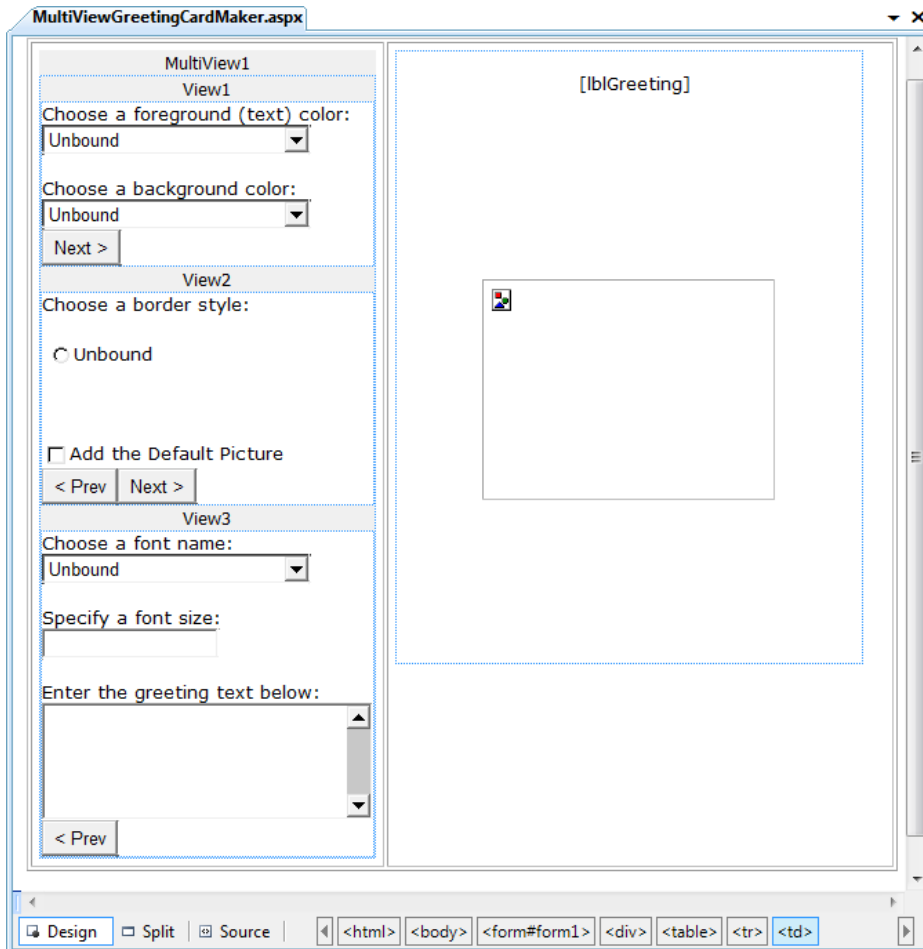 MultiViewGreetingCardMaker.aspx
MultiView1
View1
Choose a foreground (text) color:
Unbound
Choose a background color:
Unbound
Next >
View2
Choose a border style:
Unbound
Add the Default Picture
< Prev Next >
View3
Choose a font name:
Unbound
Specify a font size:
Enter the greeting text below:
< Prev
[lblGreeting]
Design Split Source <html> <body> <form#form1> <div> <table> <tr> <td>